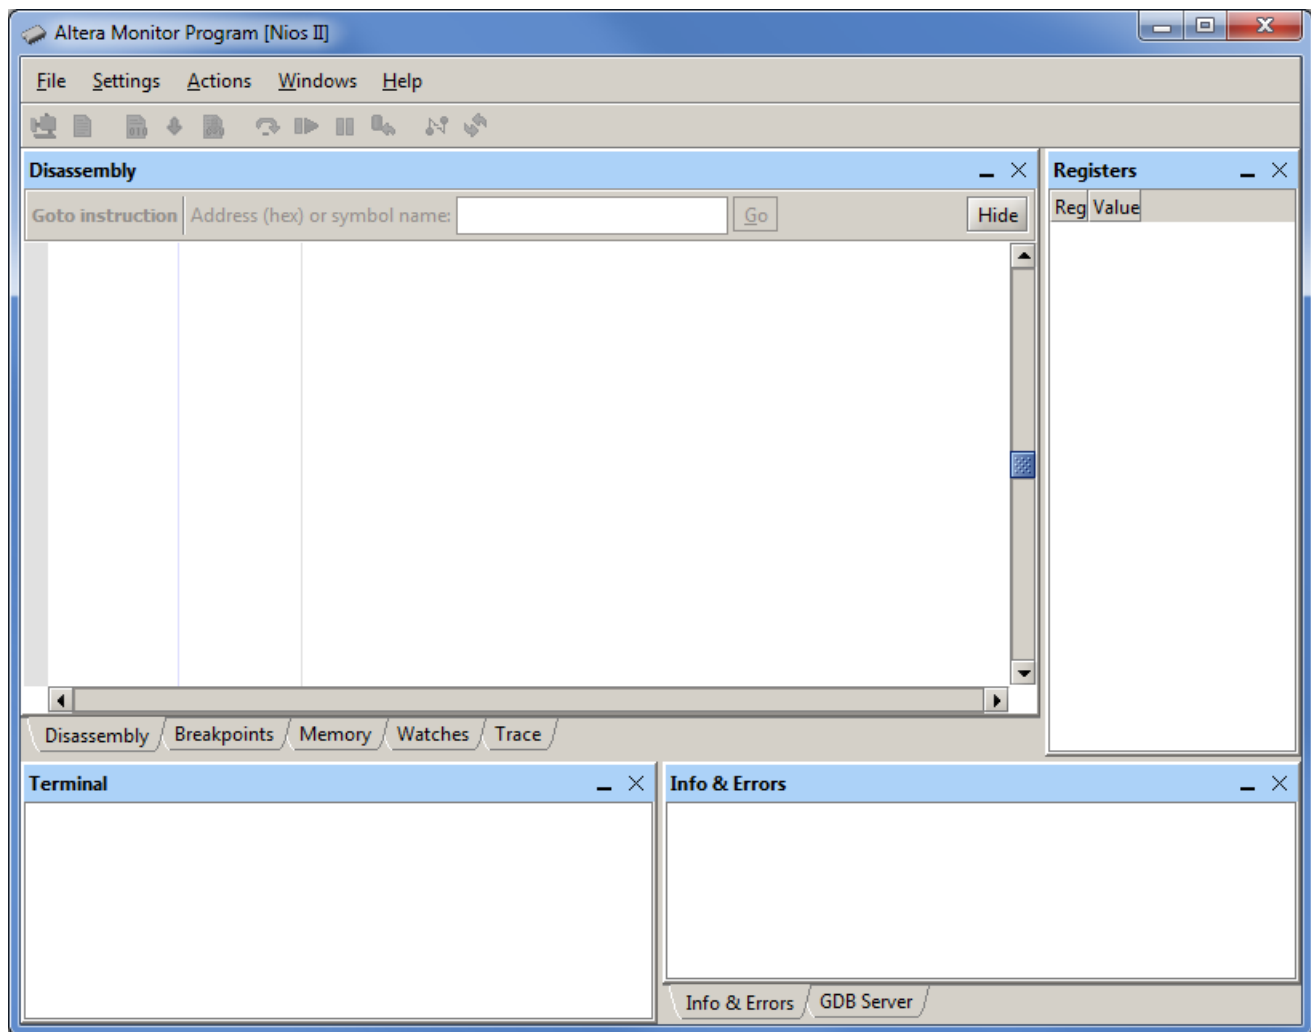 Altera Monitor Program [Nios II]
File Settings Actions Windows Help
Disassembly
Goto instruction Address (hex) or symbol name: Go Hide
Registers
Reg Value
Disassembly Breakpoints Memory Watches Trace
Terminal
Info & Errors
Info & Errors GDB Server